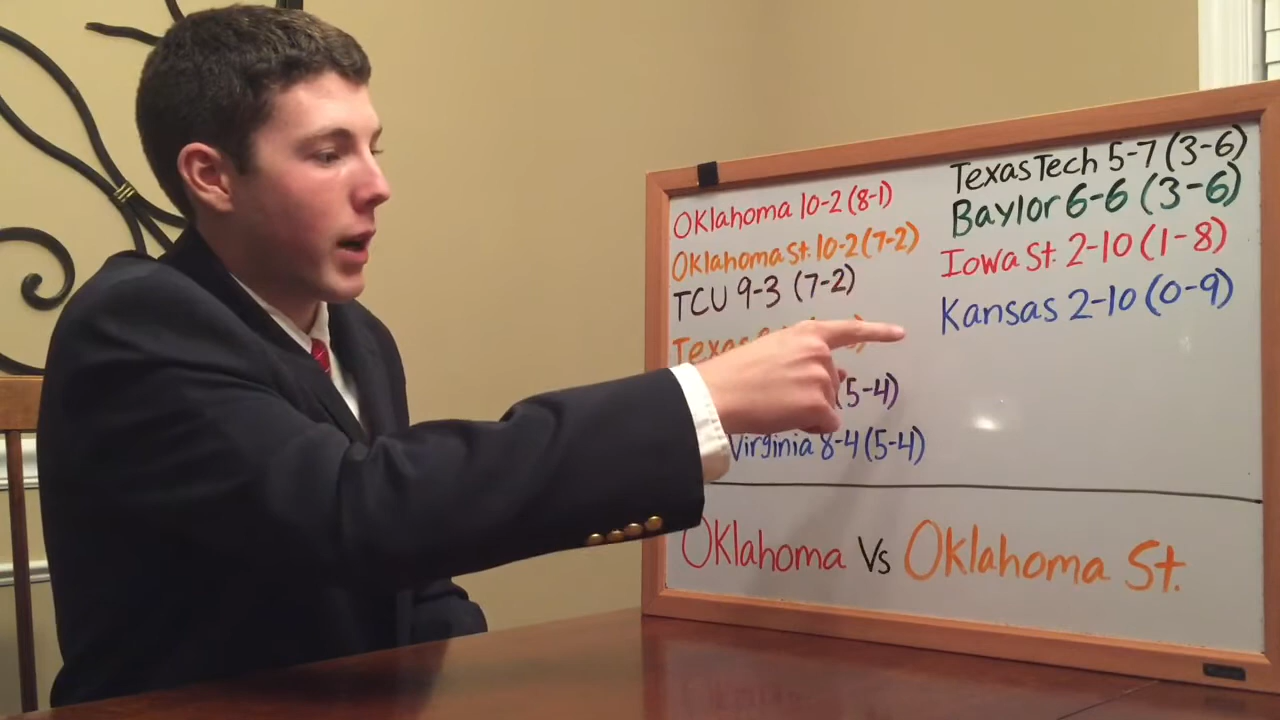 Oklahoma 10-2 (8-1)
Oklahoma St. 10-2 (7-2)
TCU 9-3 (7-2)
Texas
(5-4)
Virginia 8-4 (5-4)
Texas Tech 5-7 (3-6)
Baylor 6-6 (3-6)
Iowa St. 2-10 (1-8)
Kansas 2-10 (0-9)
Oklahoma Vs Oklahoma St.